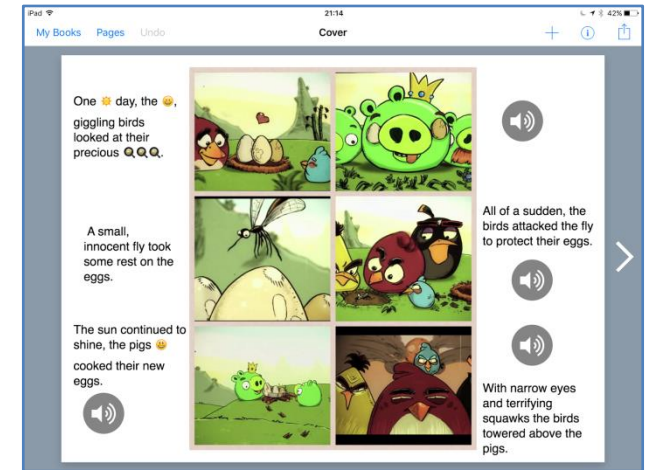 iPad 21:14 42%
My Books Pages Undo Cover
One ☀️ day, the 😀,
giggling birds
looked at their
precious 🍳🍳🍳.
A small,
innocent fly took
some rest on the
eggs.
All of a sudden, the
birds attacked the fly
to protect their eggs.
The sun continued to
shine, the pigs 😀
cooked their new
eggs.
With narrow eyes
and terrifying
squawks the birds
towered above the
pigs.